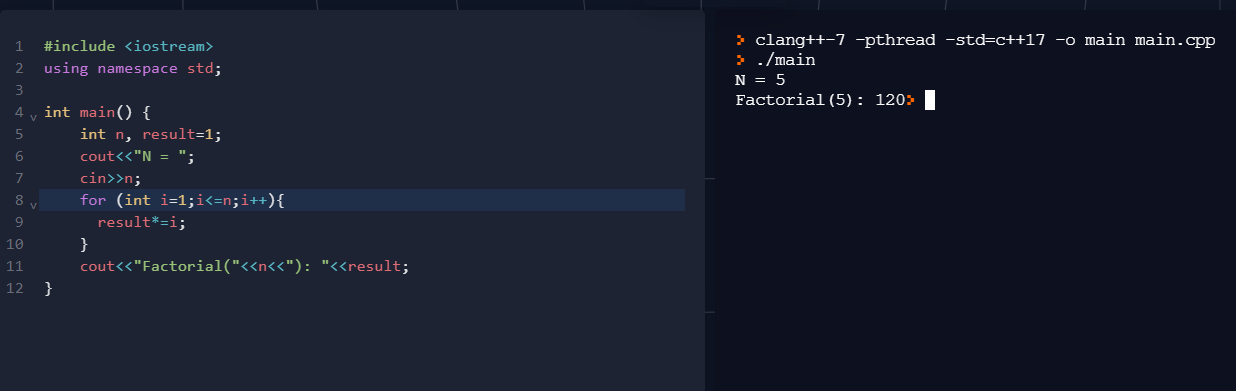 1 #include <iostream>
2 using namespace std;
3
4 int main() {
5     int n, result=1;
6     cout<<"N = ";
7     cin>>n;
8     for (int i=1;i<=n;i++){
9       result*=i;
10     }
11     cout<<"Factorial("<<n<<"): "<<result;
12 }
> clang++-7 -pthread -std=c++17 -o main main.cpp
> ./main
N = 5
Factorial(5): 120>